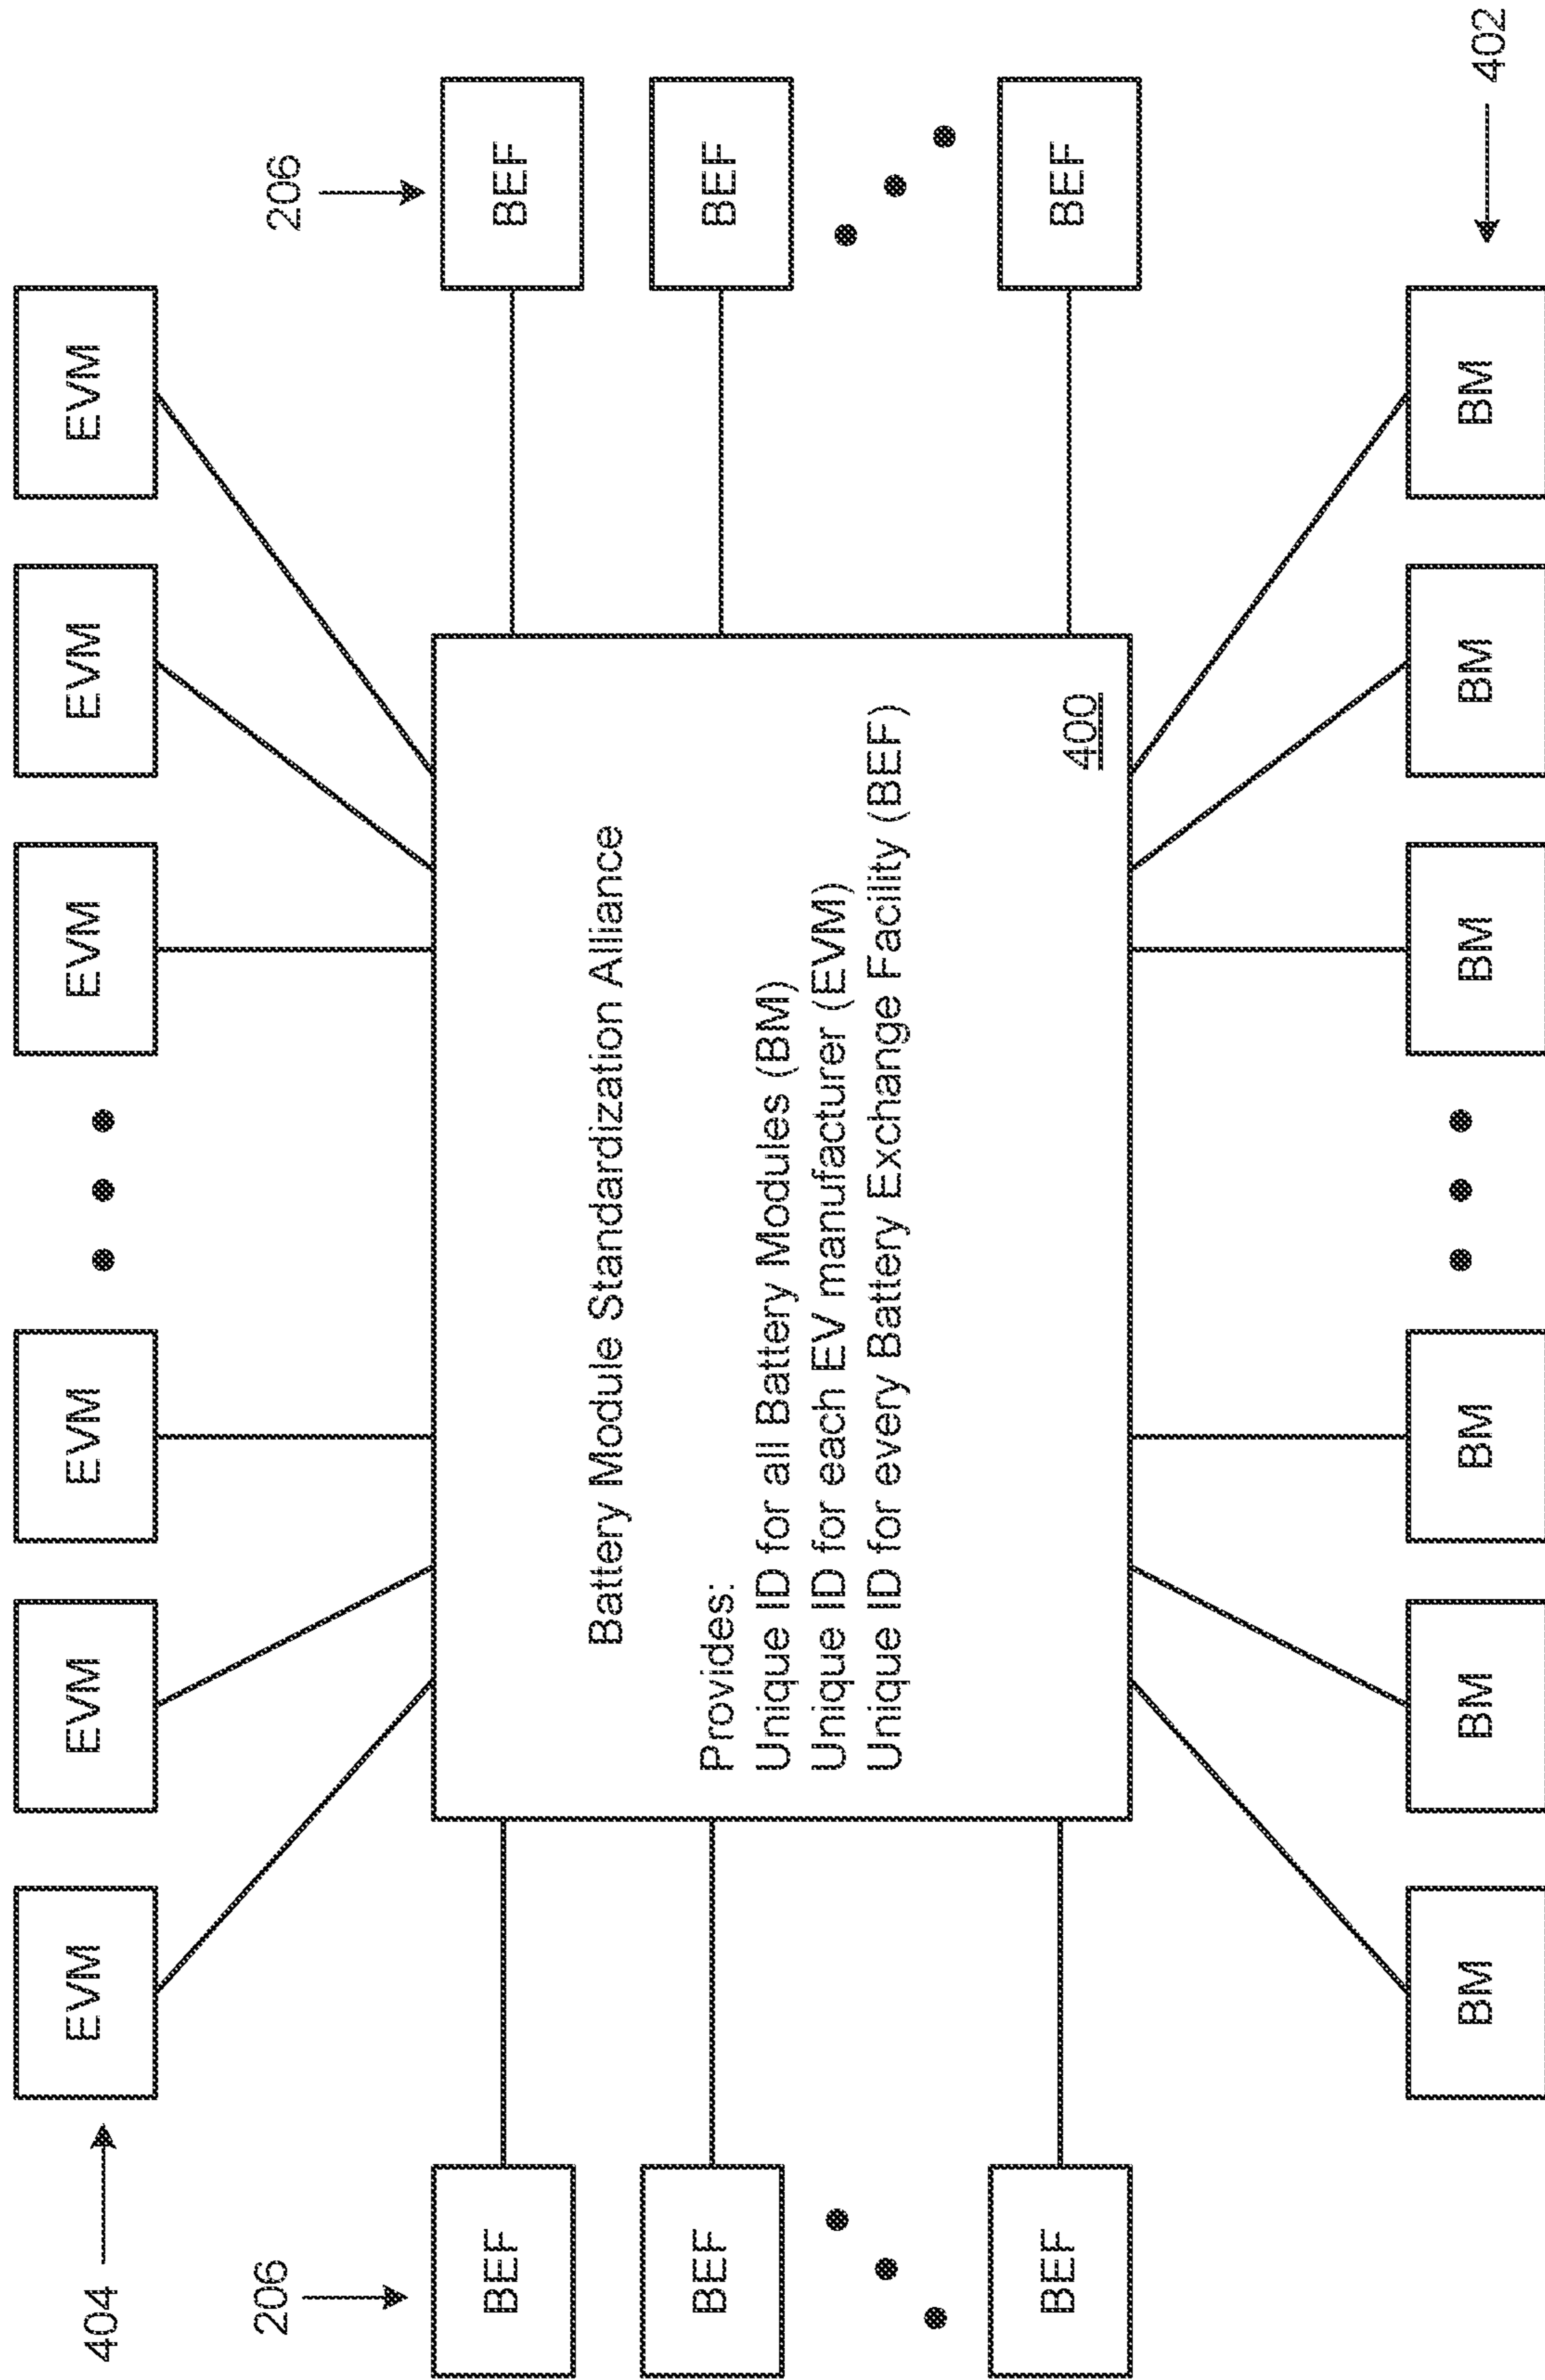 404
EVM
EVM
EVM
EVM
EVM
EVM
206
206
BEF
BEF
BEF
BEF
BEF
BEF
Battery Module Standardization Alliance
Provides:
Unique ID for all Battery Modules (BM)
Unique ID for each EV manufacturer (EVM)
Unique ID for every Battery Exchange Facility (BEF)
400
BM
BM
BM
BM
BM
BM
402